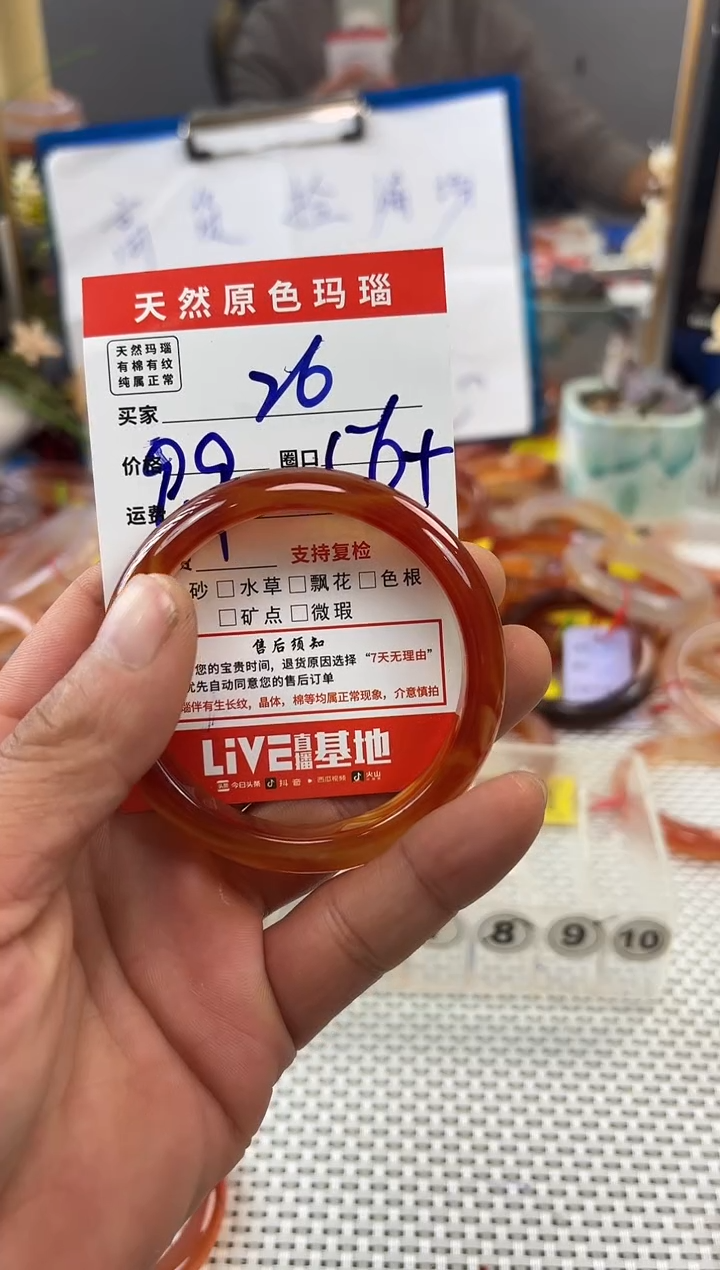 天然原色玛瑙
天然玛瑙
有棉有纹
纯属正常
买家 26
价格 99 圈口 56+
运费
支持复检
砂 □水草 □飘花 □色根
□矿点 □微瑕
售后须知
您的宝贵时间，退货原因选择“7天无理由”
优先自动同意您的售后订单
瑙伴有生长纹，晶体，棉等均属正常现象，介意慎拍
LiVE直播基地
今日头条 抖音 西瓜视频 火山
8 9 10